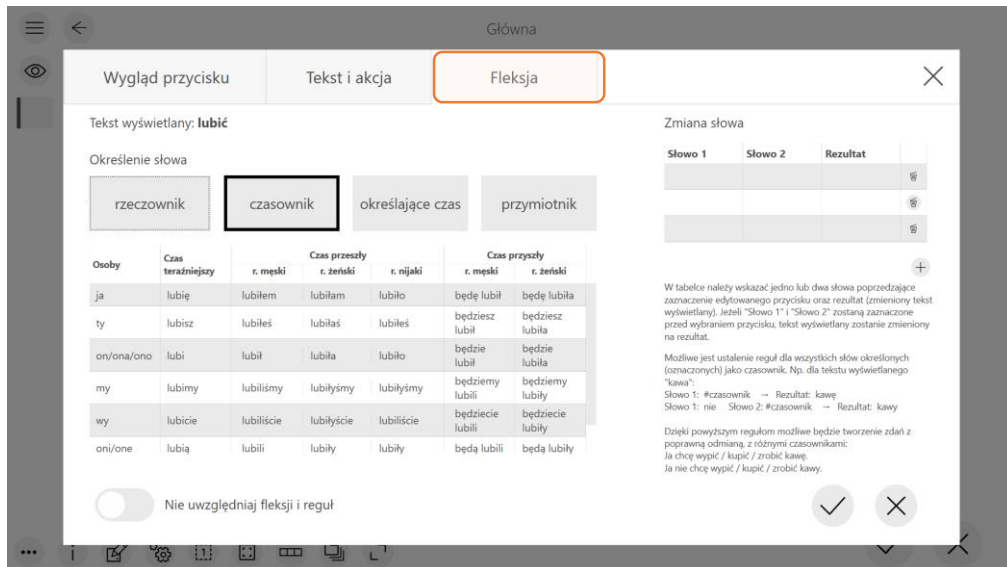 Główna
Wygląd przycisku Tekst i akcja Fleksja
Tekst wyświetlany: lubić
Określenie słowa
rzeczownik czasownik określające czas przymiotnik
Osoby Czas teraźniejszy Czas przeszły Czas przyszły
r. męski r. żeński r. nijaki r. męski r. żeński
ja lubię lubiłem lubiłam lubiło będę lubił będę lubiła
ty lubisz lubiłeś lubiłaś lubiłeś będziesz lubił będziesz lubiła
on/ona/ono lubi lubił lubiła lubiło będzie lubił będzie lubiła
my lubimy lubiliśmy lubiłyśmy lubiłyśmy będziemy lubili będziemy lubiły
wy lubicie lubiliście lubiłyście lubiliście będziecie lubili będziecie lubiły
oni/one lubią lubili lubiły lubiły będą lubili będą lubiły
Nie uwzględniaj fleksji i reguł
Zmiana słowa
Słowo 1 Słowo 2 Rezultat
W tabelce należy wskazać jedno lub dwa słowa poprzedzające
zaznaczenie edytowanego przycisku oraz rezultat (zmieniony tekst
wyświetlany). Jeżeli "Słowo 1" i "Słowo 2" zostaną zaznaczone
przed wybraniem przycisku, tekst wyświetlany zostanie zmieniony
na rezultat.
Możliwe jest ustalenie reguł dla wszystkich słów określonych
(oznaczonych) jako czasownik. Np. dla tekstu wyświetlanego
"kawa":
Słowo 1: #czasownik → Rezultat: kawę
Słowo 1: nie Słowo 2: #czasownik → Rezultat: kawy
Dzięki powyższym regułom możliwe będzie tworzenie zdań z
poprawną odmianą, z różnymi czasownikami:
Ja chcę wypić / kupić / zrobić kawę.
Ja nie chcę wypić / kupić / zrobić kawy.